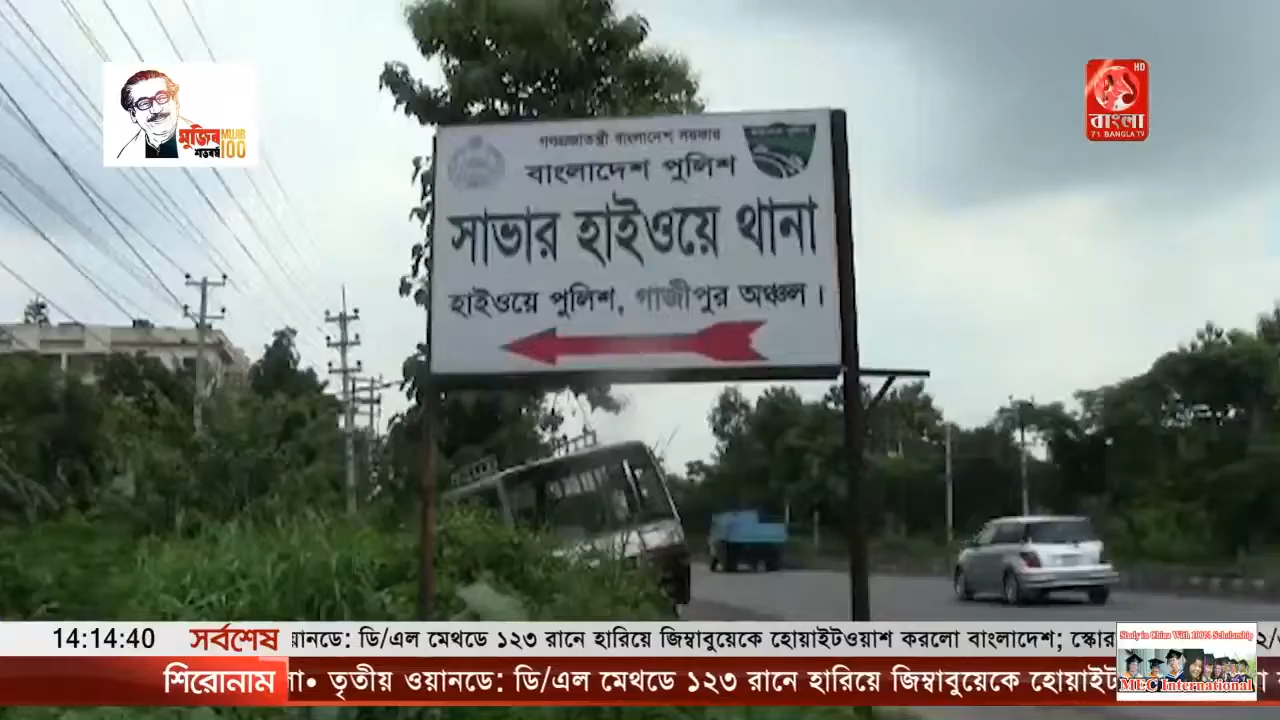 মুজিব MUJIB
শতবর্ষ 100
HD
৭১
বাংলা
71 BANGLA TV
গণপ্রজাতন্ত্রী বাংলাদেশ সরকার
বাংলাদেশ পুলিশ
সাভার হাইওয়ে থানা
হাইওয়ে পুলিশ, গাজীপুর অঞ্চল।
14:14:40 সর্বশেষ য়ানডে: ডি/এল মেথডে ১২৩ রানে হারিয়ে জিম্বাবুয়েকে হোয়াইটওয়াশ করলো বাংলাদেশ; স্কোর ২/
Study in China With 100% Scholarship
MLC International
শিরোনাম লা• তৃতীয় ওয়ানডে: ডি/এল মেথডে ১২৩ রানে হারিয়ে জিম্বাবুয়েকে হোয়াইট